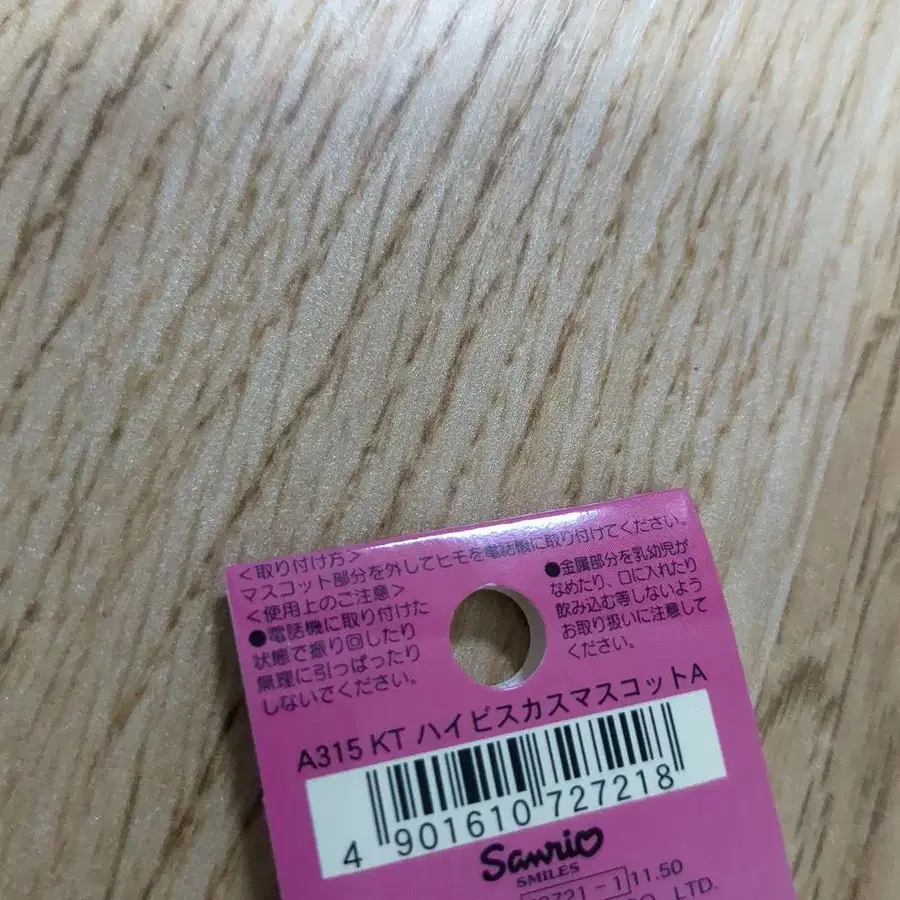 <取り付け方>
マスコット部分を外してヒモを電話機に取り付けてください。
<使用上のご注意>
●電話機に取り付けた
状態で振り回したり
無理に引っぱったり
しないでください。
●金属部分を乳幼児が
なめたり、口に入れたり
飲み込む等しないよう
お取り扱いに注意して
ください。
A315 KT ハイビスカスマスコットA
4 901610 727218
Sanrio
SMILES
721-1 11.50
CO., LTD.